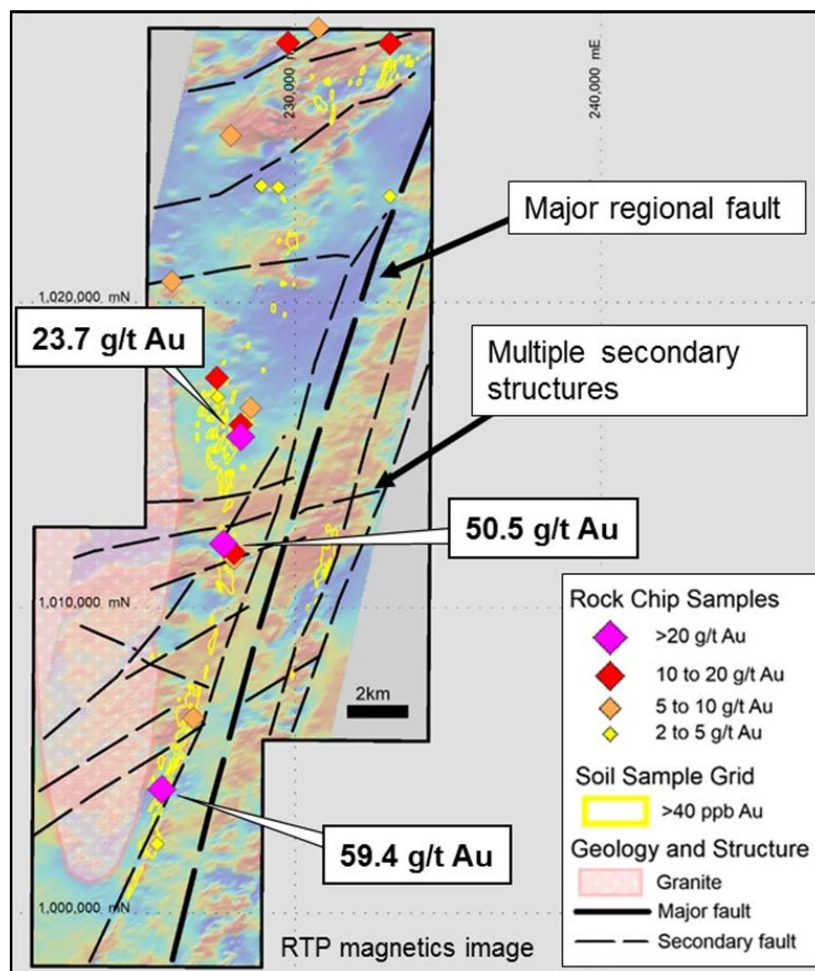 230,000 mE
240,000 mE
Major regional fault
1,020,000 mN
23.7 g/t Au
Multiple secondary
structures
50.5 g/t Au
1,010,000 mN
2km
59.4 g/t Au
1,000,000 mN
RTP magnetics image
Rock Chip Samples
>20 g/t Au
10 to 20 g/t Au
5 to 10 g/t Au
2 to 5 g/t Au
Soil Sample Grid
>40 ppb Au
Geology and Structure
Granite
Major fault
Secondary fault